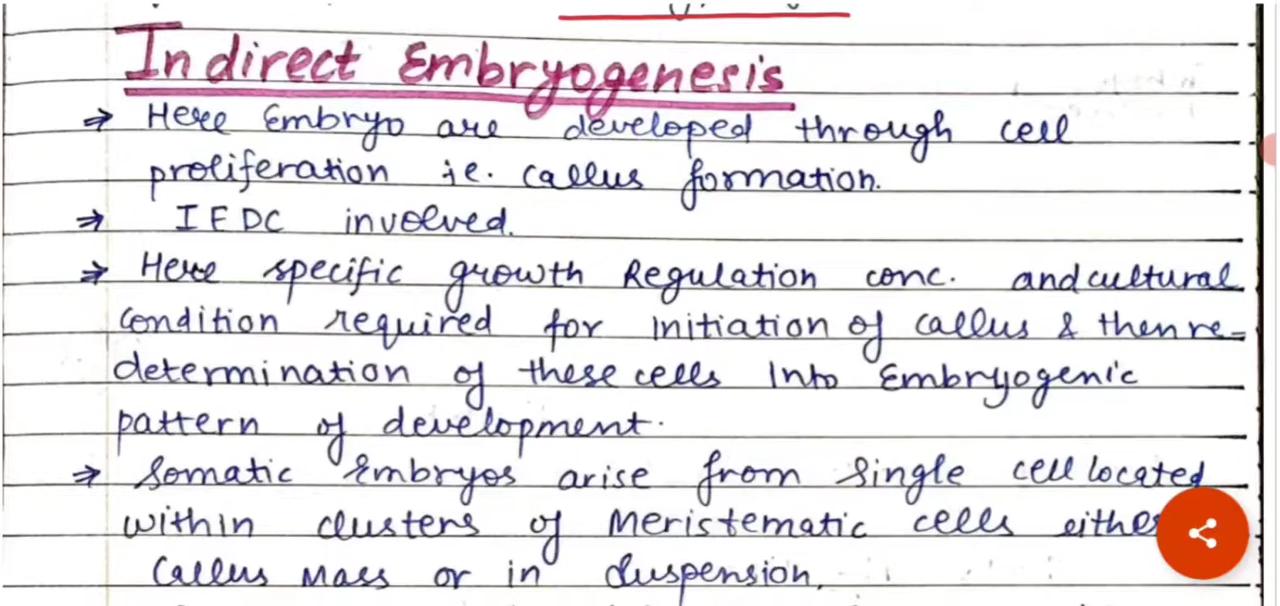 Indirect Embryogenesis
⇒ Here Embryo are developed through cell
proliferation ie. callus formation.
⇒ IEDC involved.
⇒ Here specific growth Regulation conc. and cultural
condition required for initiation of callus & then re=
determination of these cells Into Embryogenic
pattern of development.
⇒ Somatic Embryos arise from single cell located
within clusters of Meristematic cells
callus Mass or in suspension.